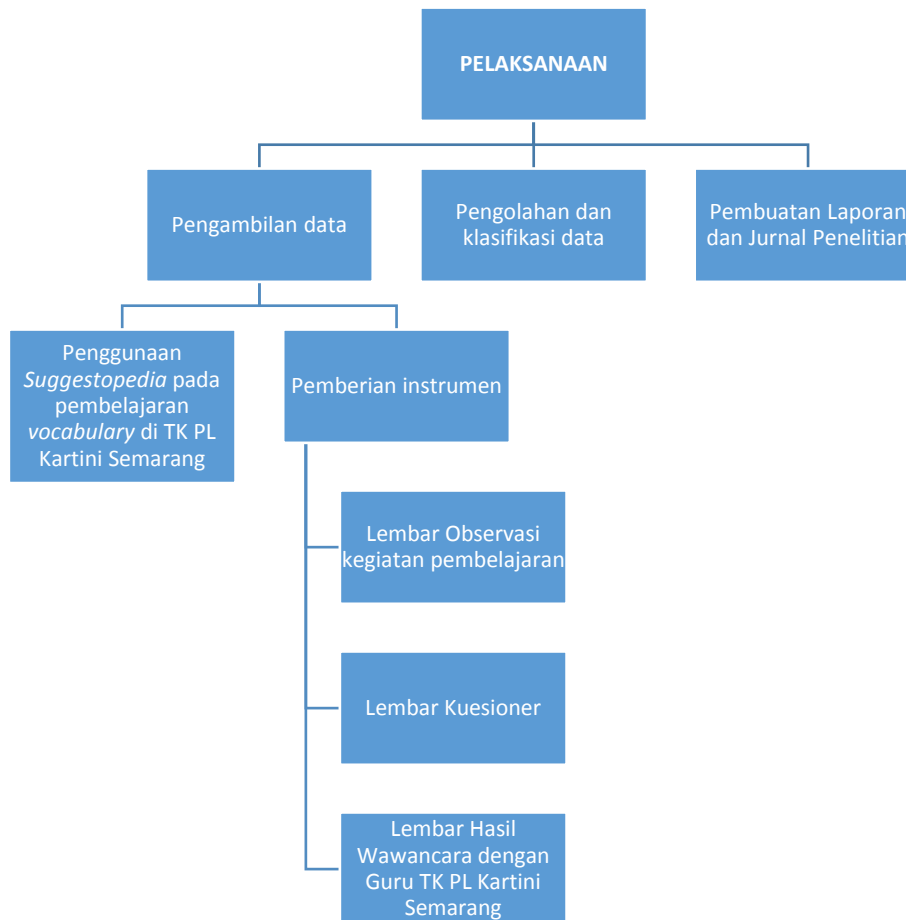 PELAKSANAAN
Pengambilan data
Pengolahan dan
klasifikasi data
Pembuatan Laporan
dan Jurnal Penelitian
Penggunaan
Suggestopedia pada
pembelajaran
vocabulary di TK PL
Kartini Semarang
Pemberian instrumen
Lembar Observasi
kegiatan pembelajaran
Lembar Kuesioner
Lembar Hasil
Wawancara dengan
Guru TK PL Kartini
Semarang